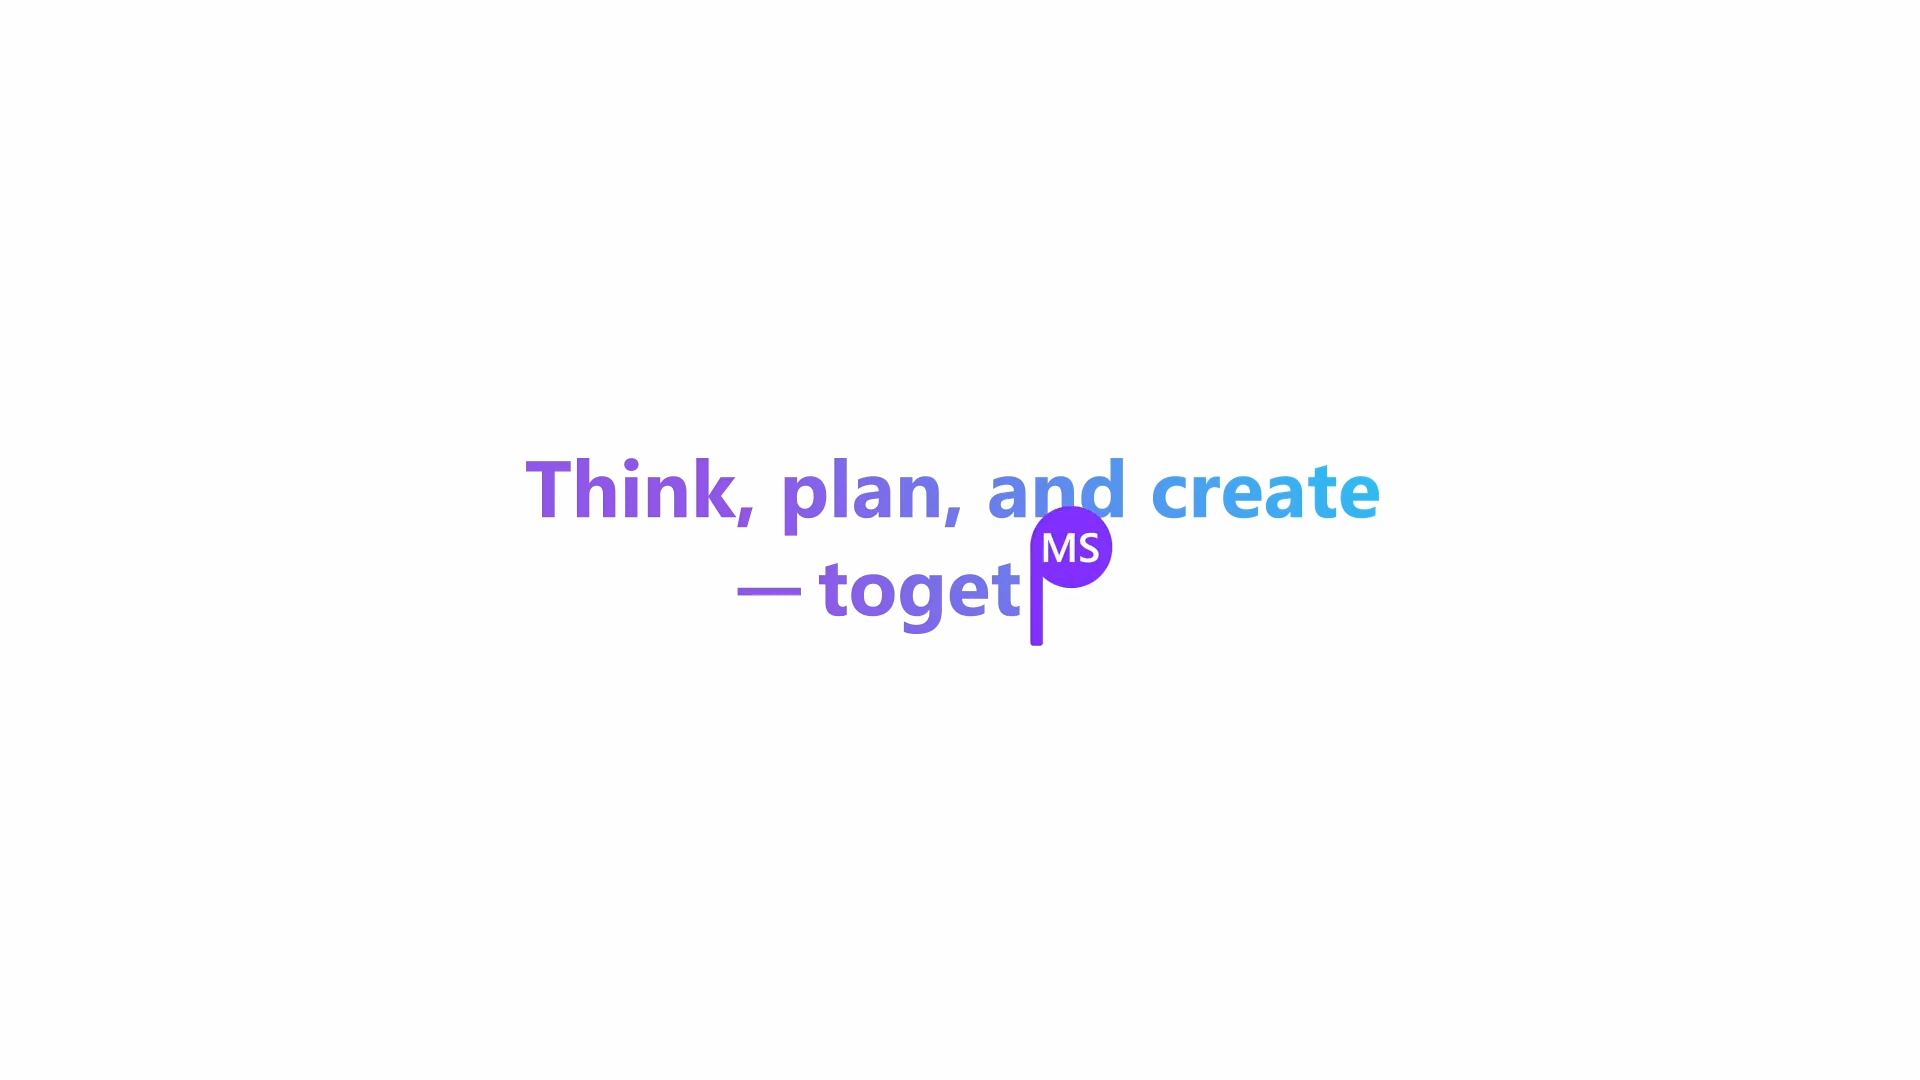 Think, plan, and create
— toget
MS